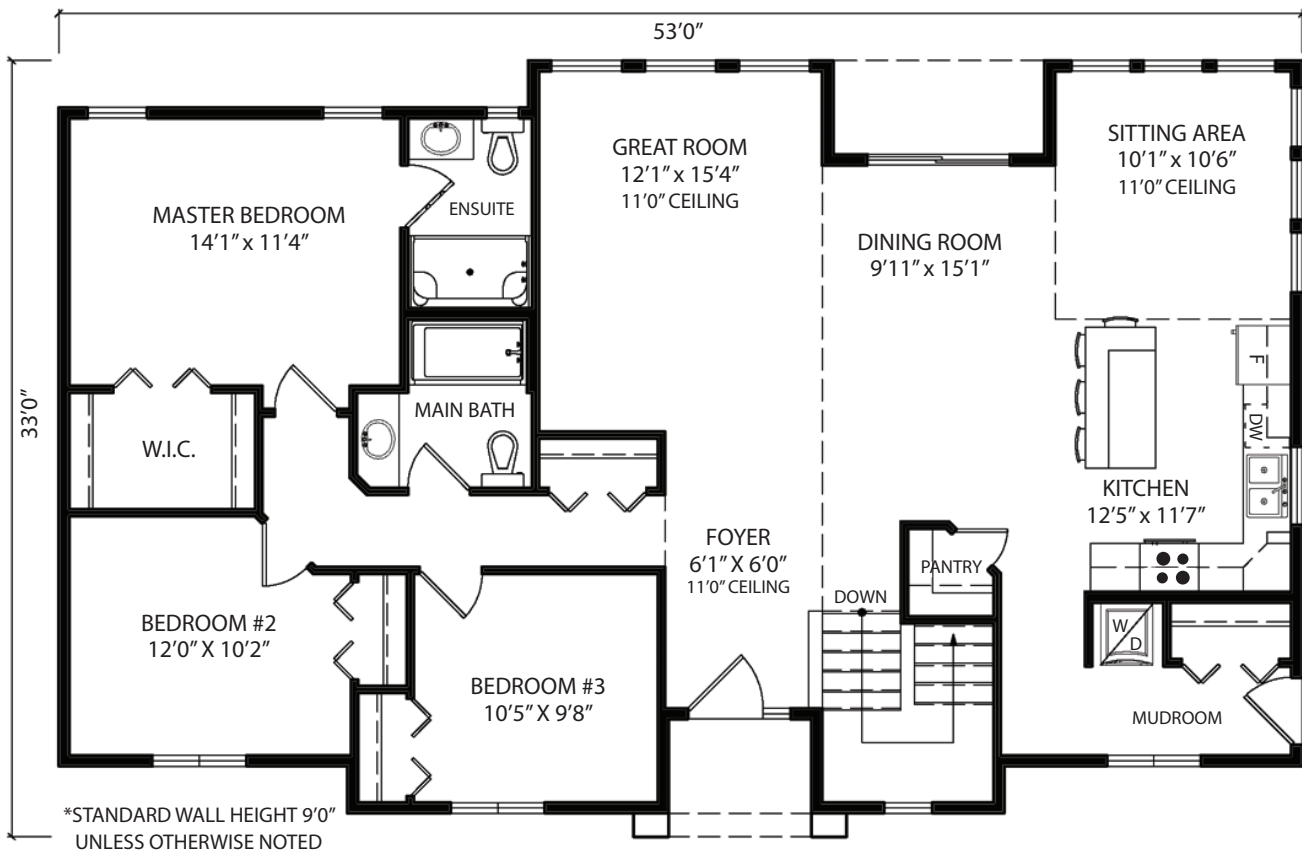 53’0”
33’0”
MASTER BEDROOM
14’1” x 11’4”
ENSUITE
GREAT ROOM
12’1” x 15’4”
11’0” CEILING
DINING ROOM
9’11” x 15’1”
SITTING AREA
10’1” x 10’6”
11’0” CEILING
W.I.C.
MAIN BATH
F
DW
KITCHEN
12’5” x 11’7”
FOYER
6’1” X 6’0”
11’0” CEILING
PANTRY
DOWN
BEDROOM #2
12’0” X 10’2”
BEDROOM #3
10’5” X 9’8”
W
D
MUDROOM
*STANDARD WALL HEIGHT 9’0”
UNLESS OTHERWISE NOTED